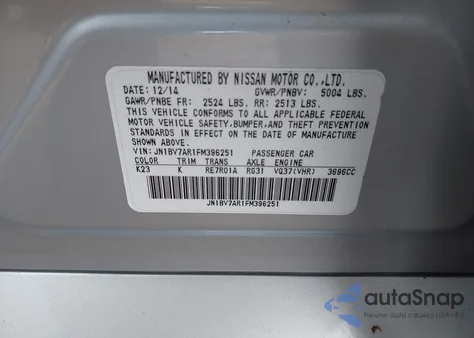 MANUFACTURED BY NISSAN MOTOR CO.,LTD.
DATE: 12/14 GVWR/PNBV: 5004 LBS.
GAWR/PNBE FR: 2524 LBS. RR: 2513 LBS.
THIS VEHICLE CONFORMS TO ALL APPLICABLE FEDERAL
MOTOR VEHICLE SAFETY,BUMPER,AND THEFT PREVENTION
STANDARDS IN EFFECT ON THE DATE OF MANUFACTURE
SHOWN ABOVE.
VIN: JN1BV7AR1FM396251 PASSENGER CAR
COLOR TRIM TRANS AXLE ENGINE
K23 K RE7R01A RG31 VQ37(VHR) 3696CC
JN1BV7AR1FM396251
autoSnap